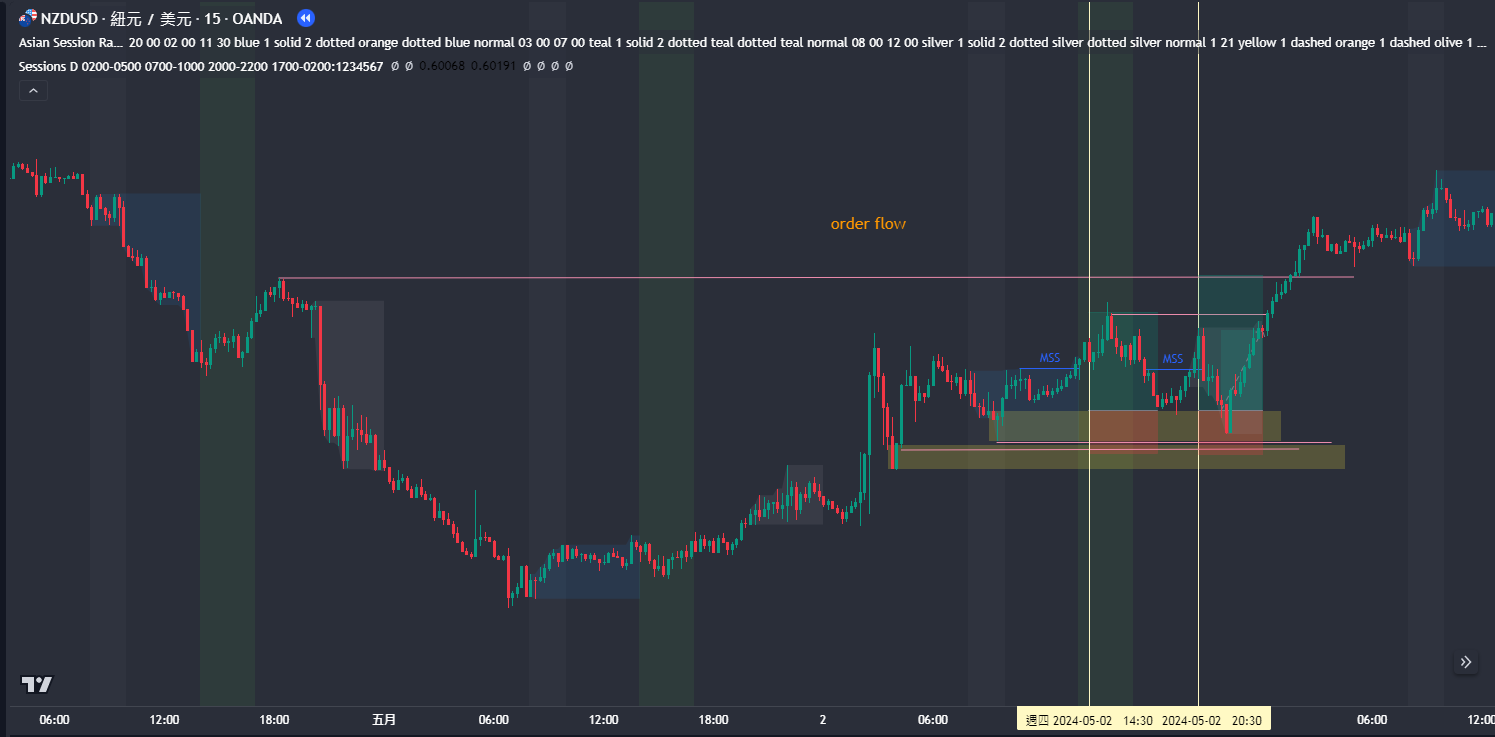 NZDUSD · 紐元 / 美元 · 15 · OANDA
Asian Session Ra... 20 00 02 00 11 30 blue 1 solid 2 dotted orange dotted blue normal 03 00 07 00 teal 1 solid 2 dotted teal dotted teal normal 08 00 12 00 silver 1 solid 2 dotted silver dotted silver normal 1 21 yellow 1 dashed orange 1 dashed olive 1 ...
Sessions D 0200-0500 0700-1000 2000-2200 1700-0200:1234567 Ø Ø 0.60068 0.60191 Ø Ø Ø Ø
order flow
MSS MSS
06:00 12:00 18:00 五月 06:00 12:00 18:00 2 06:00 週四 2024-05-02 14:30 2024-05-02 20:30 06:00 12:00